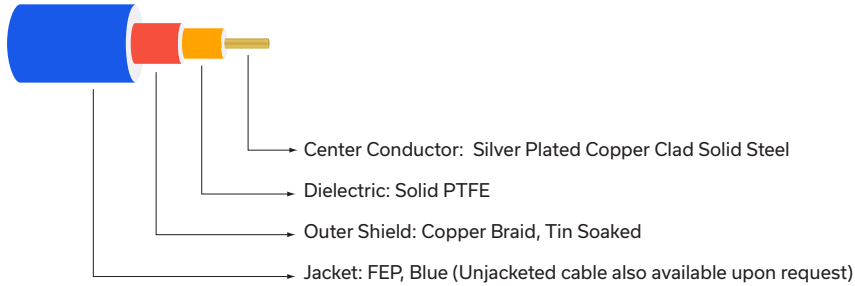 Center Conductor: Silver Plated Copper Clad Solid Steel
Dielectric: Solid PTFE
Outer Shield: Copper Braid, Tin Soaked
Jacket: FEP, Blue (Unjacketed cable also available upon request)